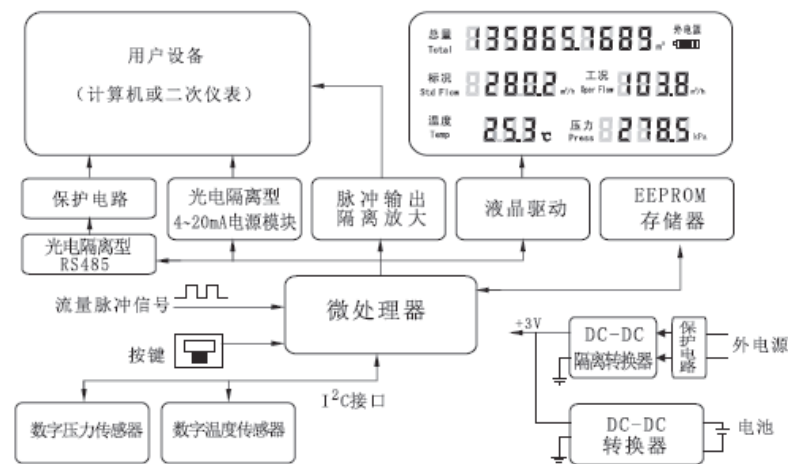 用户设备
(计算机或二次仪表)
总量 135865.7689 m³ 外电源
Total
标况 280.2 m³/h 工况 103.8 m³/h
Std Flow Oper Flow
温度 25.3 ℃ 压力 218.5 kPa
Temp Press
保护电路
光电隔离型
4~20mA电源模块
脉冲输出
隔离放大
液晶驱动
EEPROM
存储器
光电隔离型
RS485
流量脉冲信号
微处理器
按键
I²C接口
数字压力传感器
数字温度传感器
+3V
DC-DC
隔离转换器
保护电路
外电源
DC-DC
转换器
电池